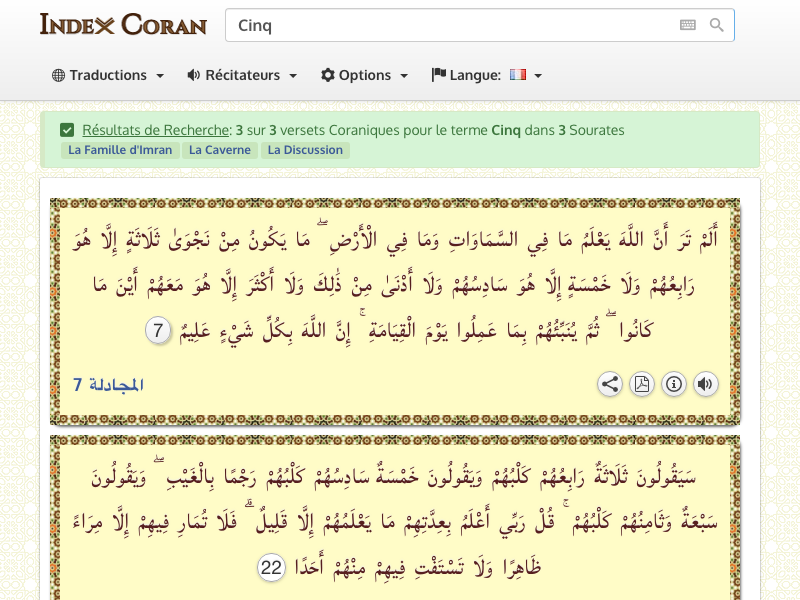 INDEX CORAN
Cinq
Traductions
Récitateurs
Options
Langue:
Résultats de Recherche: 3 sur 3 versets Coraniques pour le terme Cinq dans 3 Sourates
La Famille d'Imran
La Caverne
La Discussion
أَلَمْ تَرَ أَنَّ اللَّهَ يَعْلَمُ مَا فِي السَّمَاوَاتِ وَمَا فِي الْأَرْضِ ۖ مَا يَكُونُ مِنْ نَجْوَىٰ ثَلَاثَةٍ إِلَّا هُوَ
رَابِعُهُمْ وَلَا خَمْسَةٍ إِلَّا هُوَ سَادِسُهُمْ وَلَا أَدْنَىٰ مِنْ ذَٰلِكَ وَلَا أَكْثَرَ إِلَّا هُوَ مَعَهُمْ أَيْنَ مَا
كَانُوا ۖ ثُمَّ يُنَبِّئُهُمْ بِمَا عَمِلُوا يَوْمَ الْقِيَامَةِ ۚ إِنَّ اللَّهَ بِكُلِّ شَيْءٍ عَلِيمٌ 7
المجادلة 7
سَيَقُولُونَ ثَلَاثَةٌ رَابِعُهُمْ كَلْبُهُمْ وَيَقُولُونَ خَمْسَةٌ سَادِسُهُمْ كَلْبُهُمْ رَجْمًا بِالْغَيْبِ ۖ وَيَقُولُونَ
سَبْعَةٌ وَثَامِنُهُمْ كَلْبُهُمْ ۚ قُلْ رَبِّي أَعْلَمُ بِعِدَّتِهِمْ مَا يَعْلَمُهُمْ إِلَّا قَلِيلٌ ۗ فَلَا تُمَارِ فِيهِمْ إِلَّا مِرَاءً
ظَاهِرًا وَلَا تَسْتَفْتِ فِيهِمْ مِنْهُمْ أَحَدًا 22